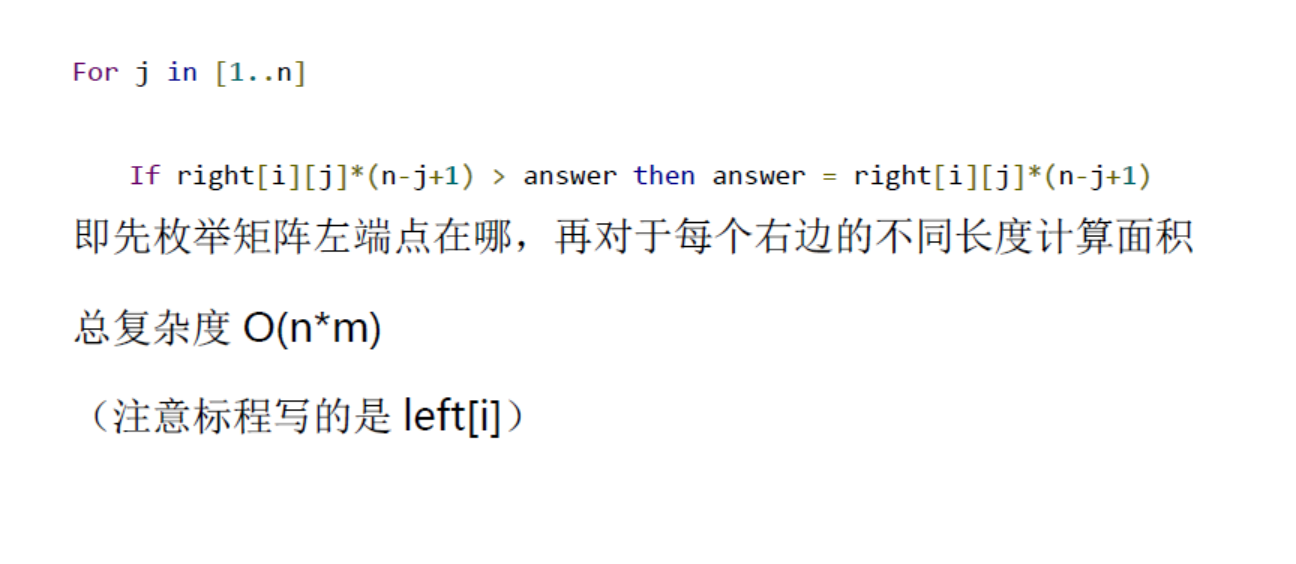 For j in [1..n]
If right[i][j]*(n-j+1) > answer then answer = right[i][j]*(n-j+1)
即先枚举矩阵左端点在哪，再对于每个右边的不同长度计算面积
总复杂度 O(n*m)
（注意标程写的是 left[i]）